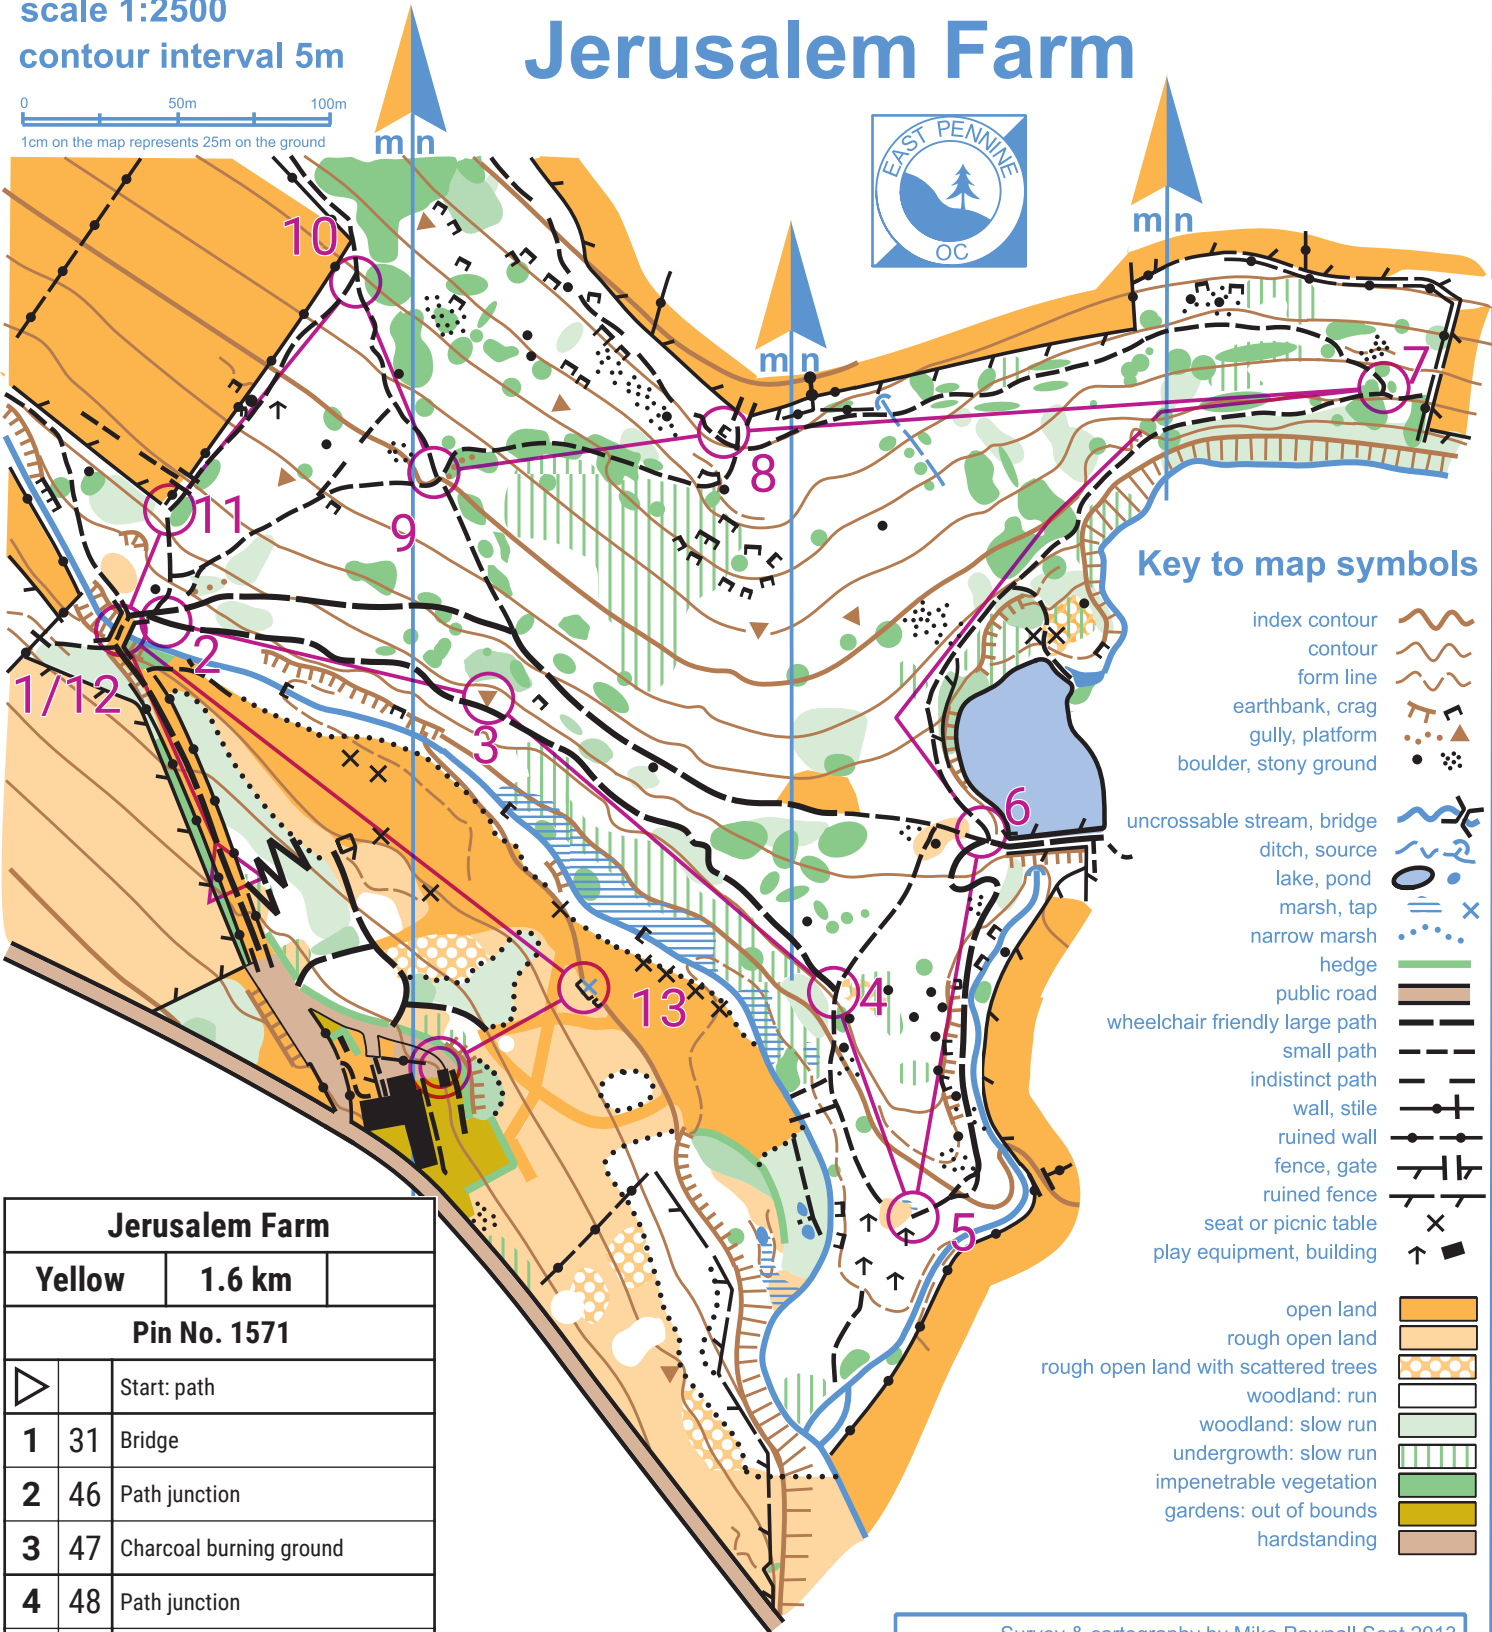 scale 1:2500
contour interval 5m
0 50m 100m
1cm on the map represents 25m on the ground
Jerusalem Farm
EAST PENNINE
OC
m n
m n
m n
10
7
8
11
9
2
1/12
3
6
4
13
5
Key to map symbols
index contour
contour
form line
earthbank, crag
gully, platform
boulder, stony ground
uncrossable stream, bridge
ditch, source
lake, pond
marsh, tap
narrow marsh
hedge
public road
wheelchair friendly large path
small path
indistinct path
wall, stile
ruined wall
fence, gate
ruined fence
seat or picnic table
play equipment, building
open land
rough open land
rough open land with scattered trees
woodland: run
woodland: slow run
undergrowth: slow run
impenetrable vegetation
gardens: out of bounds
hardstanding
Jerusalem Farm
Yellow 1.6 km
Pin No. 1571
Start: path
1 31 Bridge
2 46 Path junction
3 47 Charcoal burning ground
4 48 Path junction
Survey & cartography by Mike Pownall Sept 2013